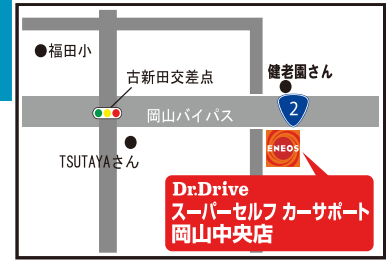 ●福田小
古新田交差点
健老園さん
岡山バイパス
2
TSUTAYAさん
ENEOS
Dr.Drive
スーパーセルフ カーサポート
岡山中央店